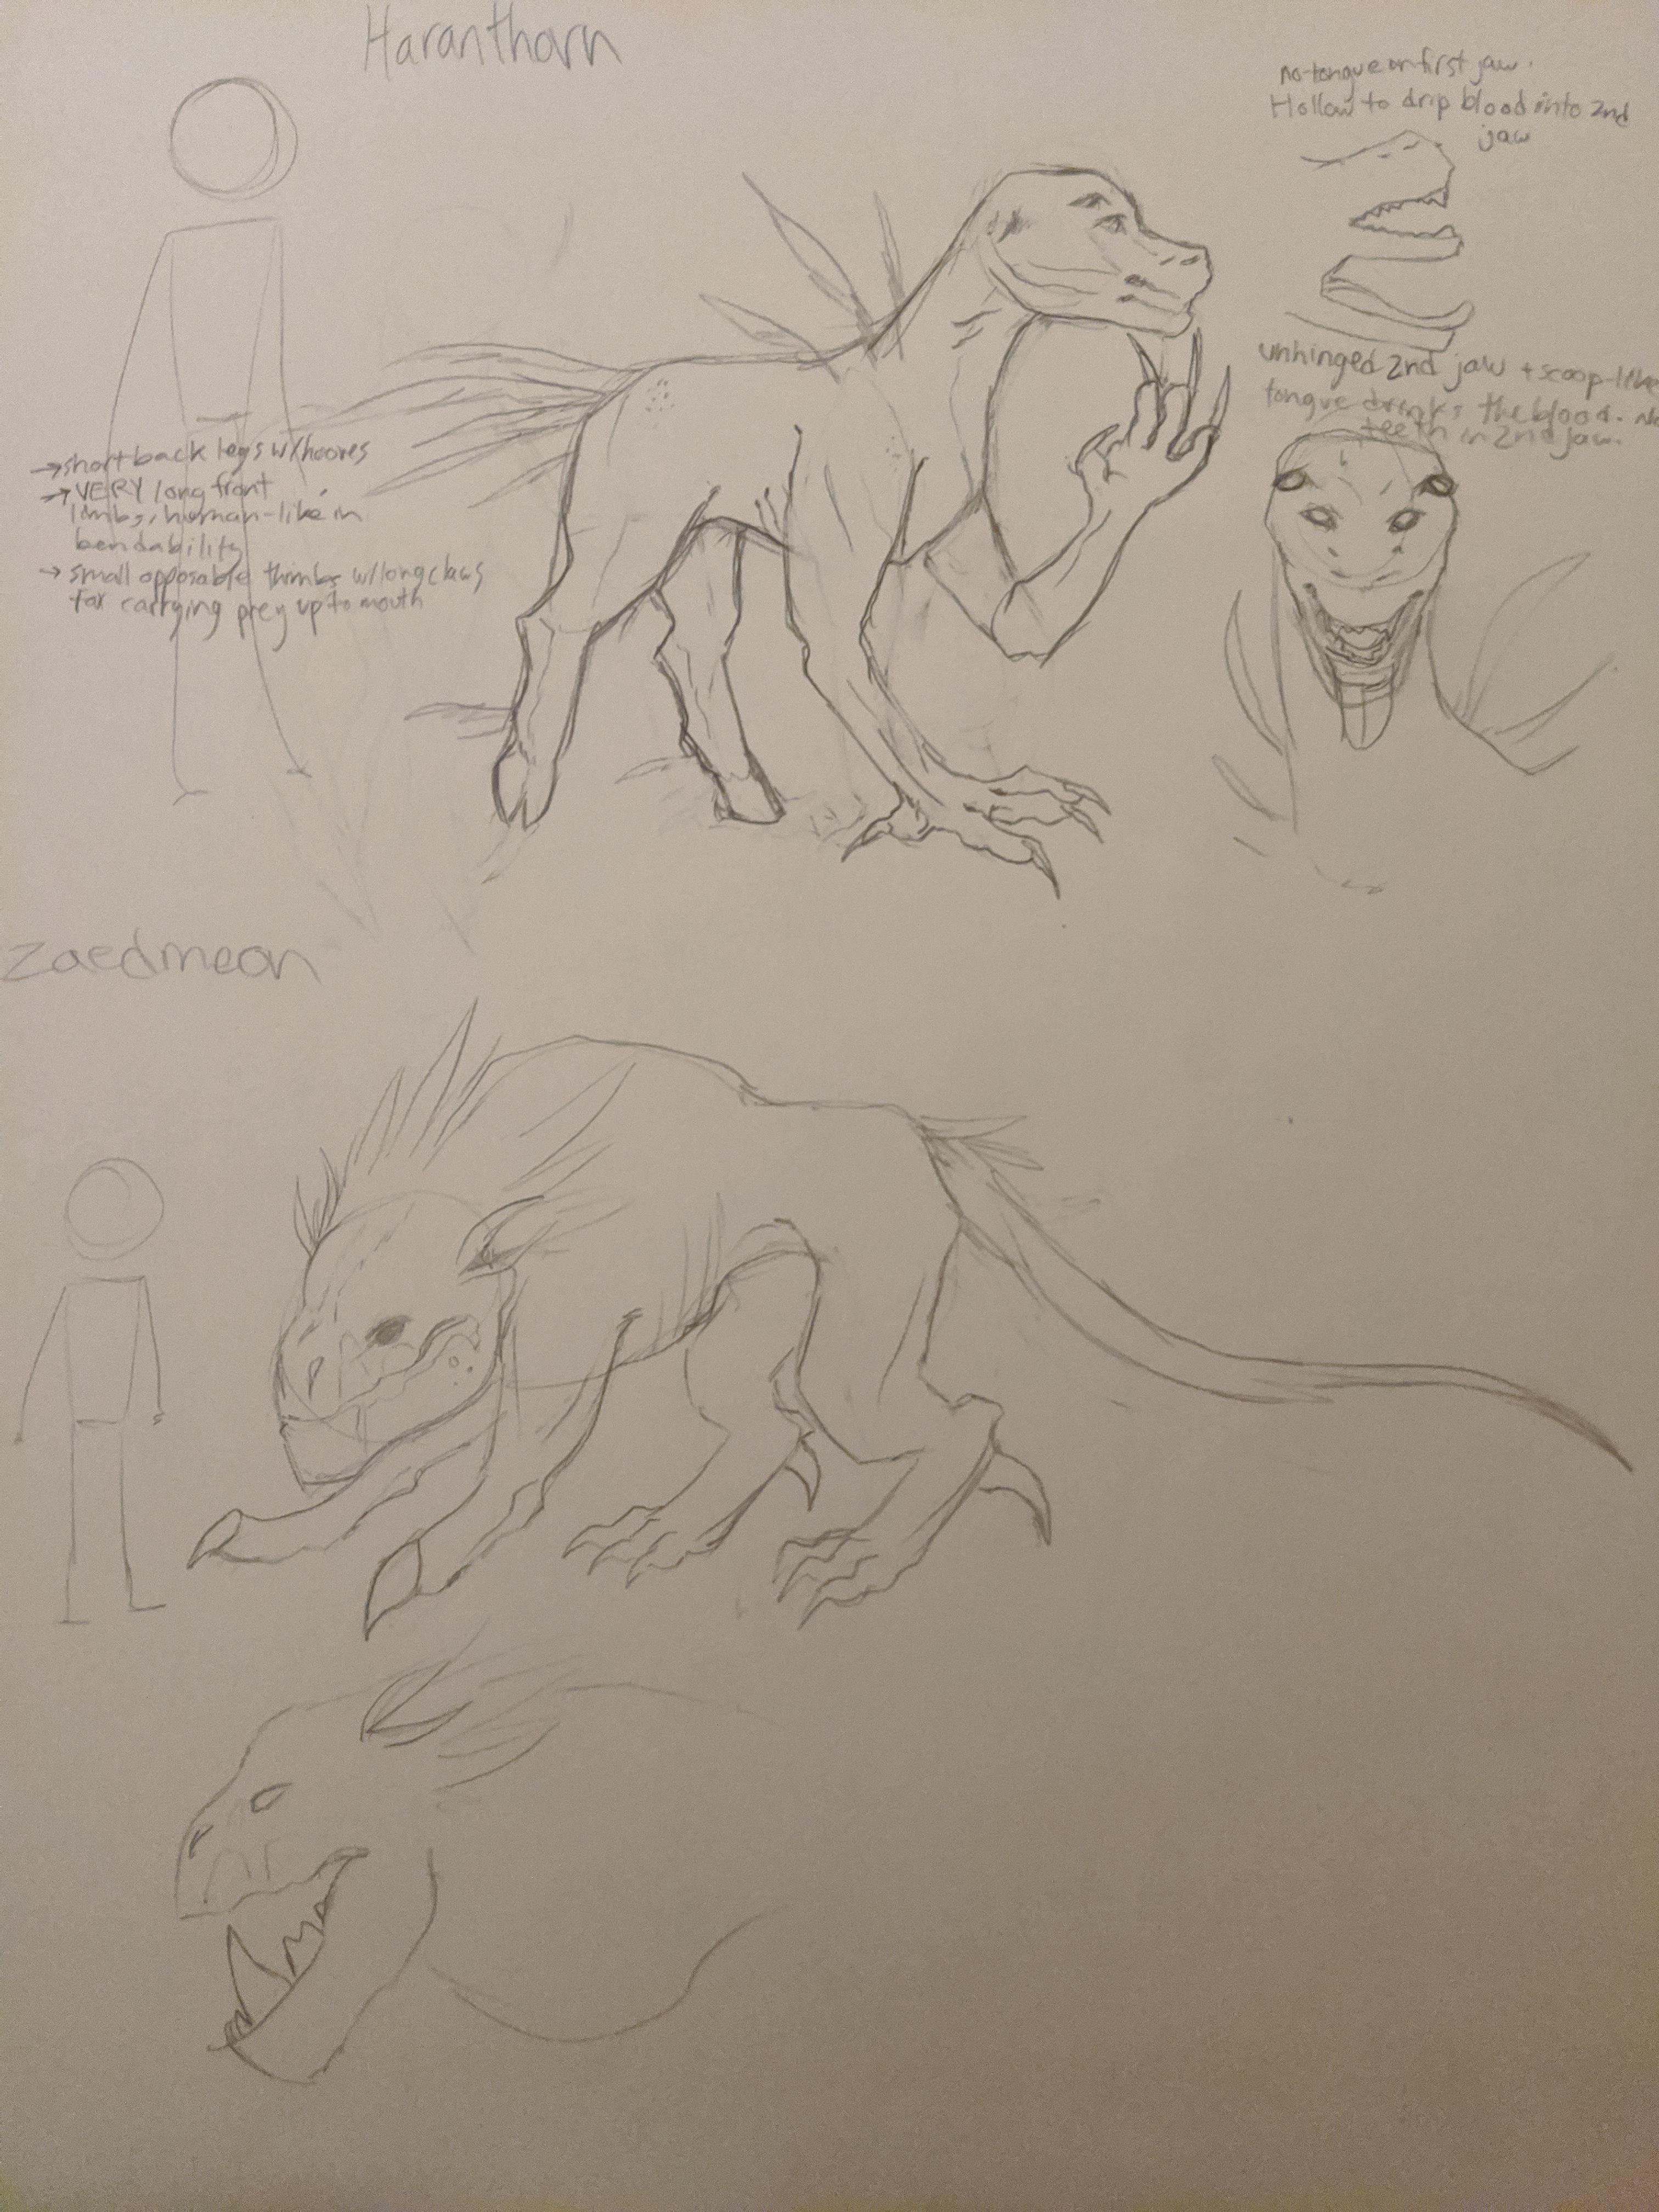 Haranthorn
no tongue on first jaw.
Hollow to drip blood into 2nd
jaw
unhinged 2nd jaw + scoop-like
tongue drinks the blood. No
teeth in 2nd jaw.
→ short back legs w/hooves
→ VERY long front
limbs, human-like in
bendability
→ small opposable thumbs w/long claws
for carrying prey up to mouth
Zaedmeon